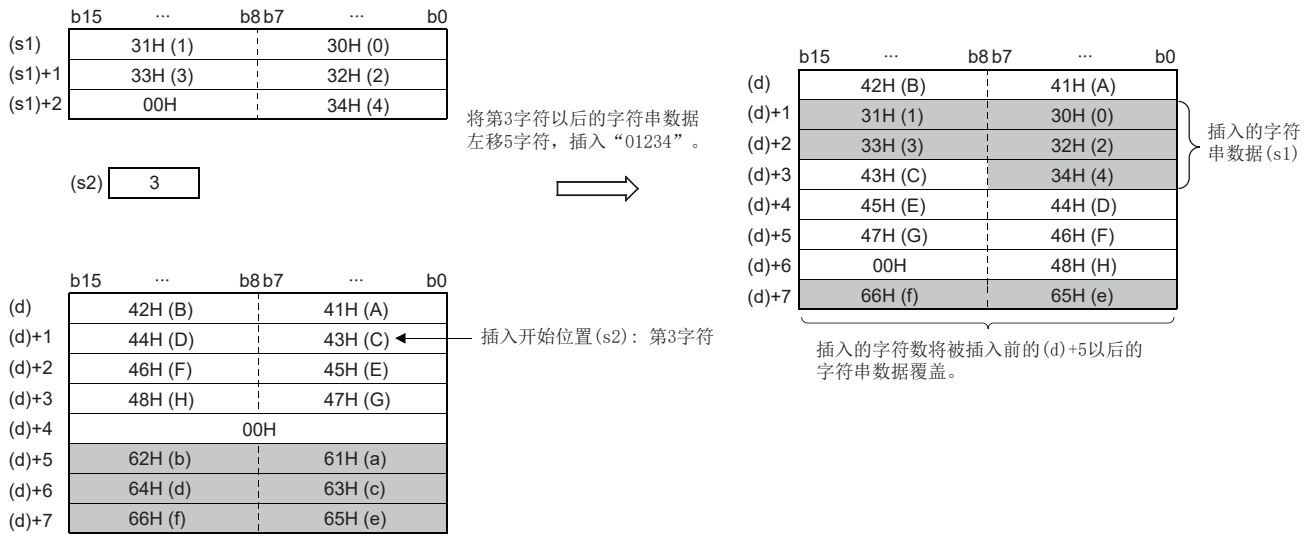 b15 ··· b8 b7 ··· b0
(s1) 31H (1) 30H (0)
(s1)+1 33H (3) 32H (2)
(s1)+2 00H 34H (4)
(s2) 3
b15 ··· b8 b7 ··· b0
(d) 42H (B) 41H (A)
(d)+1 44H (D) 43H (C)
(d)+2 46H (F) 45H (E)
(d)+3 48H (H) 47H (G)
(d)+4 00H
(d)+5 62H (b) 61H (a)
(d)+6 64H (d) 63H (c)
(d)+7 66H (f) 65H (e)
插入开始位置(s2)：第3字符
将第3字符以后的字符串数据
左移5字符，插入“01234”。
b15 ··· b8 b7 ··· b0
(d) 42H (B) 41H (A)
(d)+1 31H (1) 30H (0)
(d)+2 33H (3) 32H (2)
(d)+3 43H (C) 34H (4)
(d)+4 45H (E) 44H (D)
(d)+5 47H (G) 46H (F)
(d)+6 00H 48H (H)
(d)+7 66H (f) 65H (e)
插入的字符
串数据(s1)
插入的字符数将被插入前的(d)+5以后的
字符串数据覆盖。